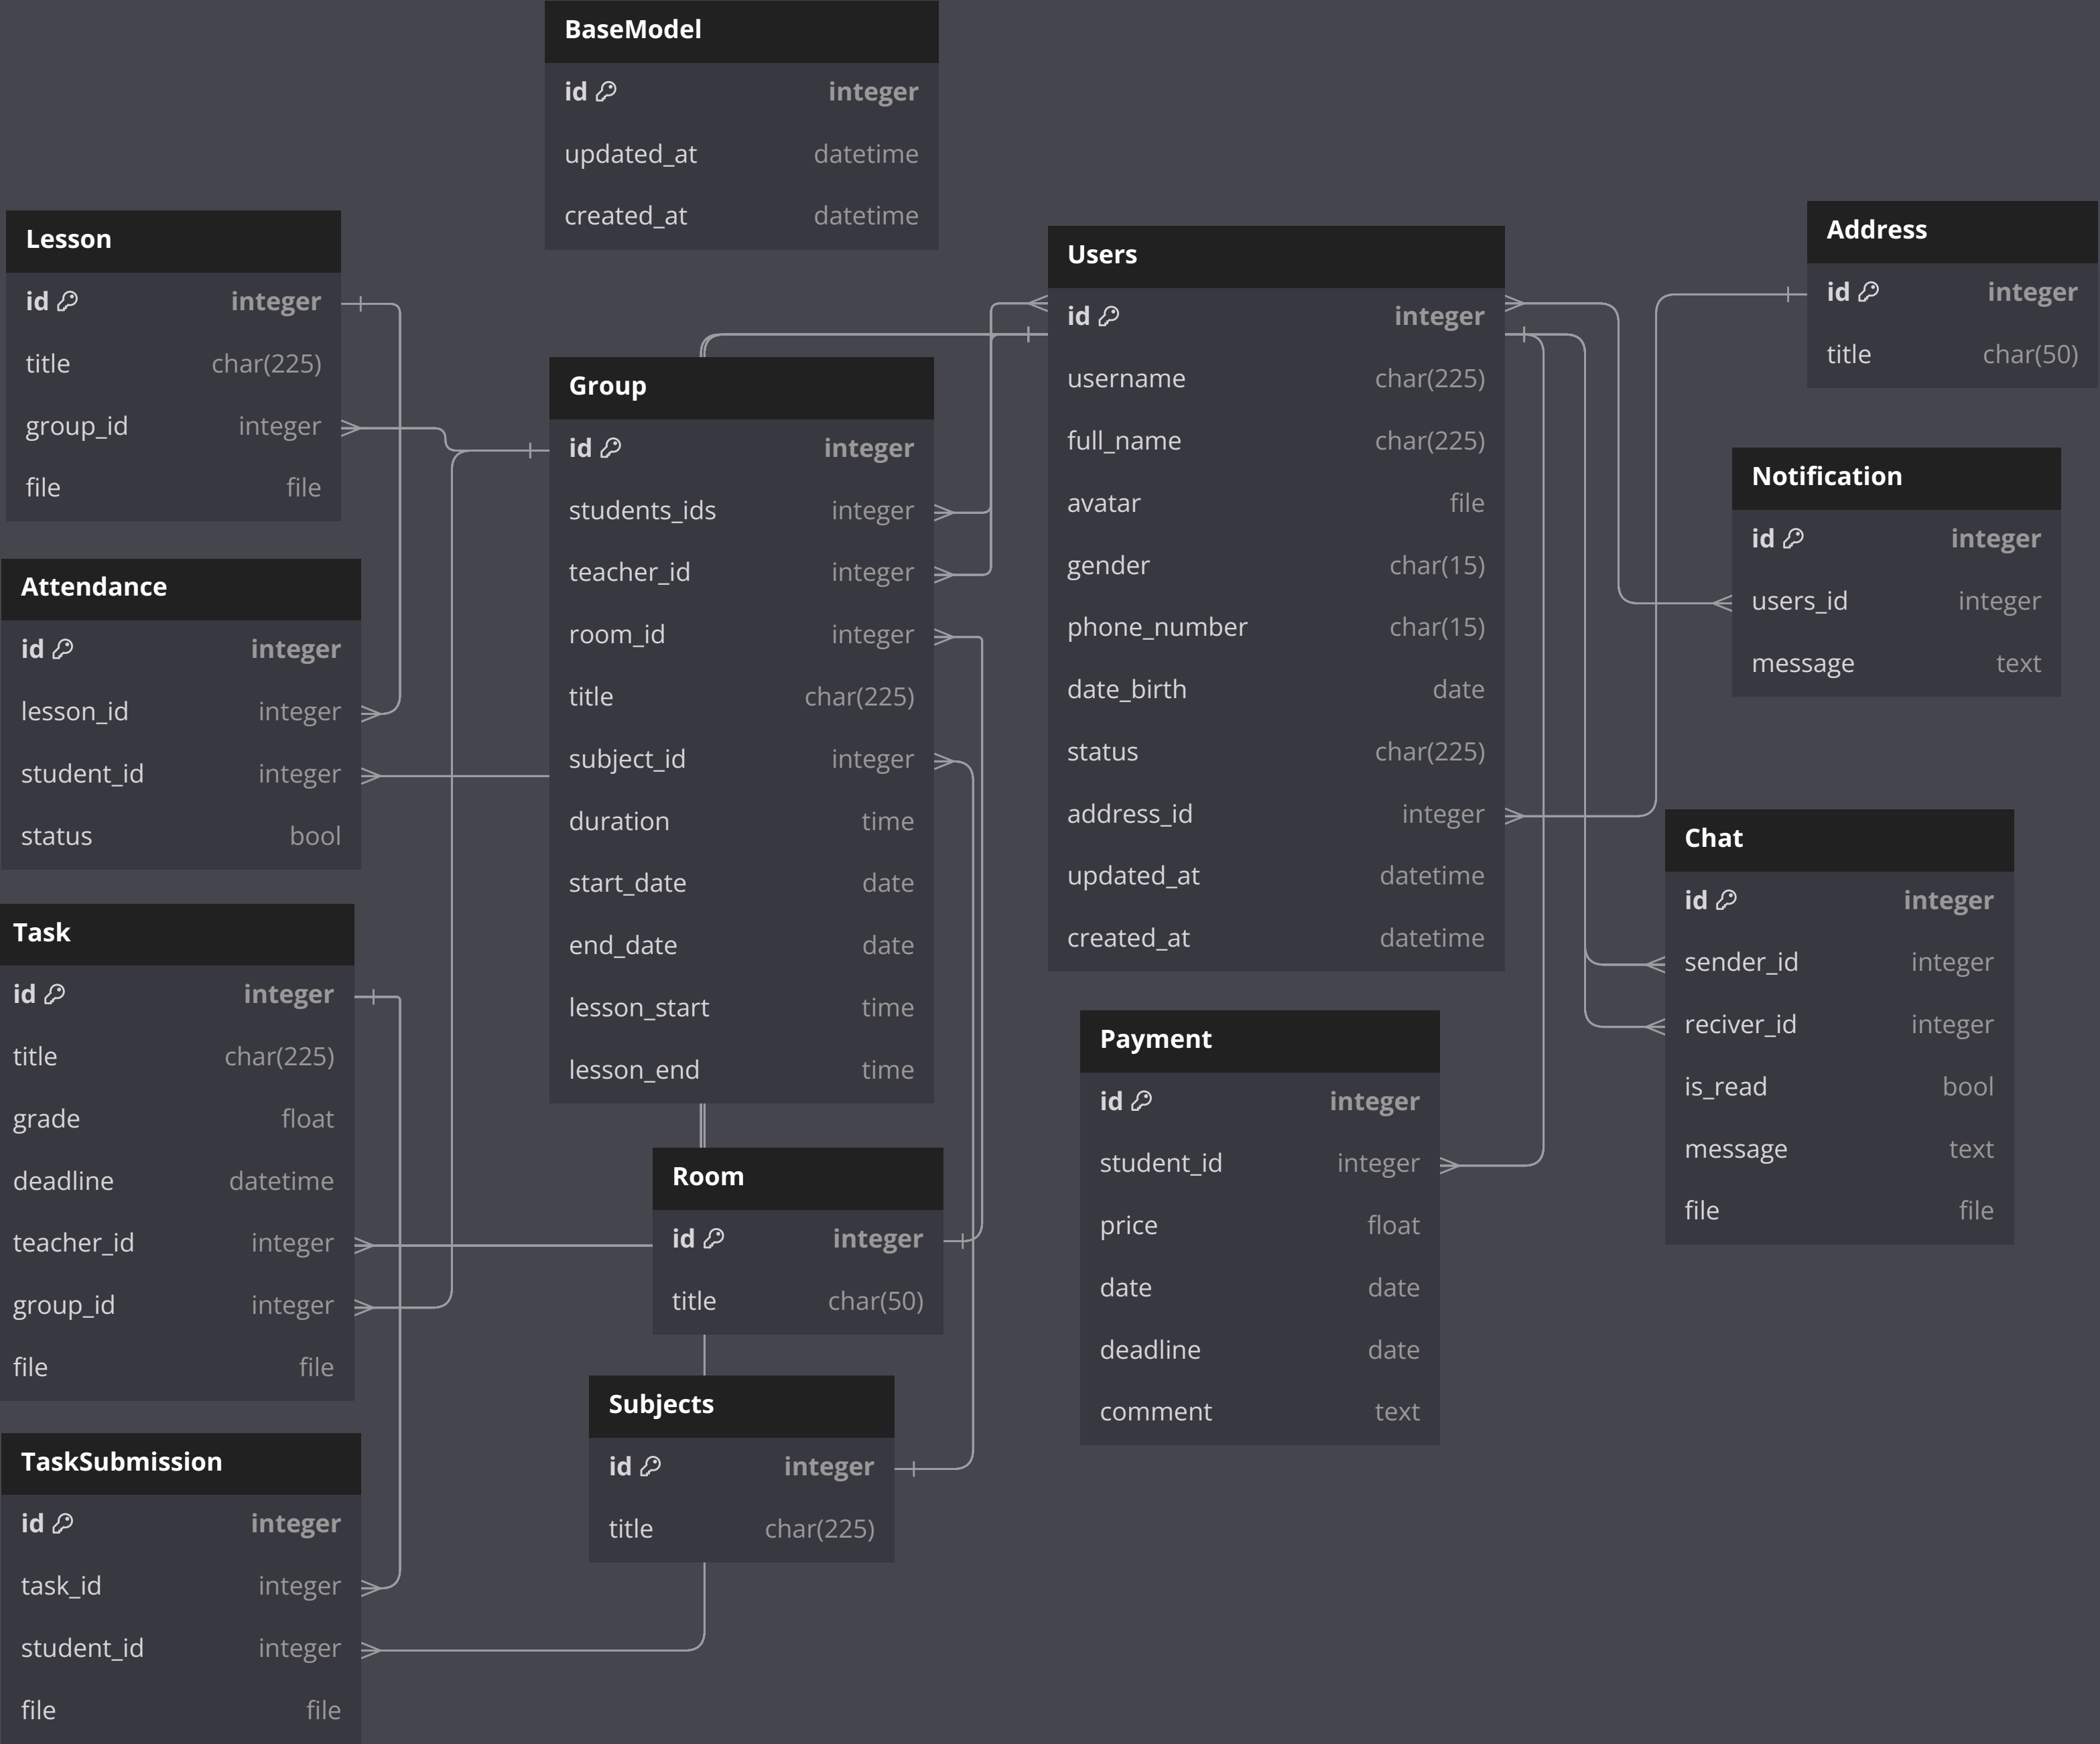 BaseModel
id integer
updated_at datetime
created_at datetime
Lesson
id integer
title char(225)
group_id integer
file file
Attendance
id integer
lesson_id integer
student_id integer
status bool
Task
id integer
title char(225)
grade float
deadline datetime
teacher_id integer
group_id integer
file file
TaskSubmission
id integer
task_id integer
student_id integer
file file
Group
id integer
students_ids integer
teacher_id integer
room_id integer
title char(225)
subject_id integer
duration time
start_date date
end_date date
lesson_start time
lesson_end time
Room
id integer
title char(50)
Subjects
id integer
title char(225)
Users
id integer
username char(225)
full_name char(225)
avatar file
gender char(15)
phone_number char(15)
date_birth date
status char(225)
address_id integer
updated_at datetime
created_at datetime
Payment
id integer
student_id integer
price float
date date
deadline date
comment text
Address
id integer
title char(50)
Notification
id integer
users_id integer
message text
Chat
id integer
sender_id integer
reciver_id integer
is_read bool
message text
file file